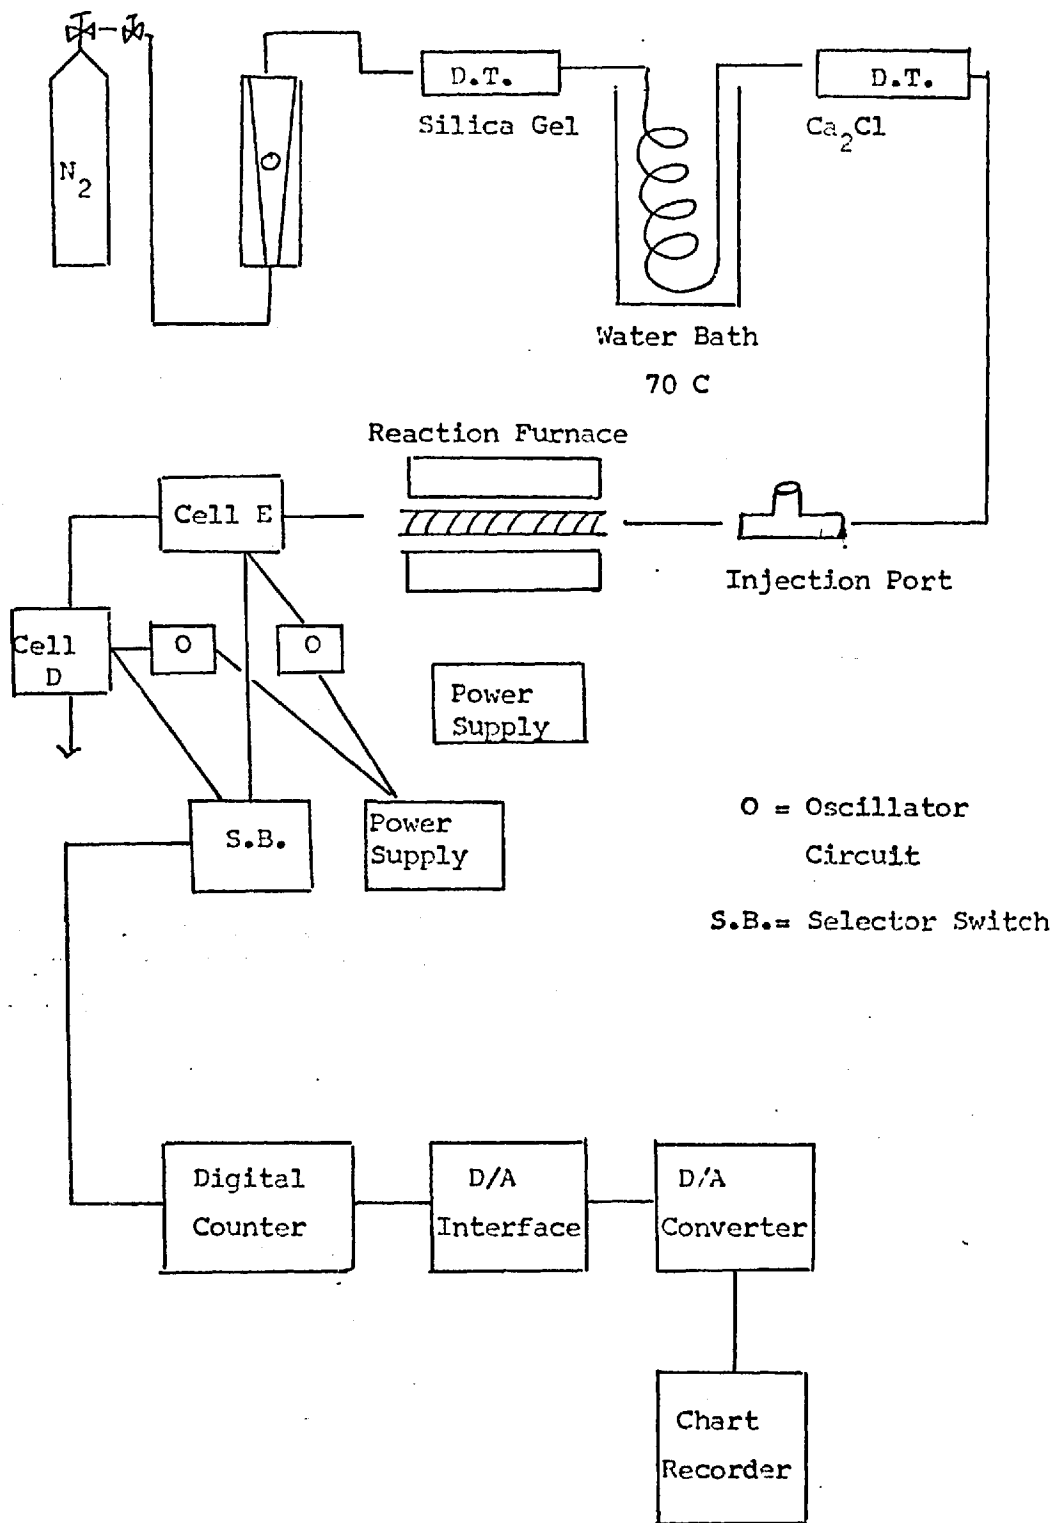 N2
D.T.
Silica Gel
D.T.
Ca2Cl
Water Bath
70 C
Reaction Furnace
Cell E
Injection Port
Cell
D
O
O
Power
Supply
S.B.
Power
Supply
O = Oscillator
Circuit
S.B.= Selector Switch
Digital
Counter
D/A
Interface
D/A
Converter
Chart
Recorder